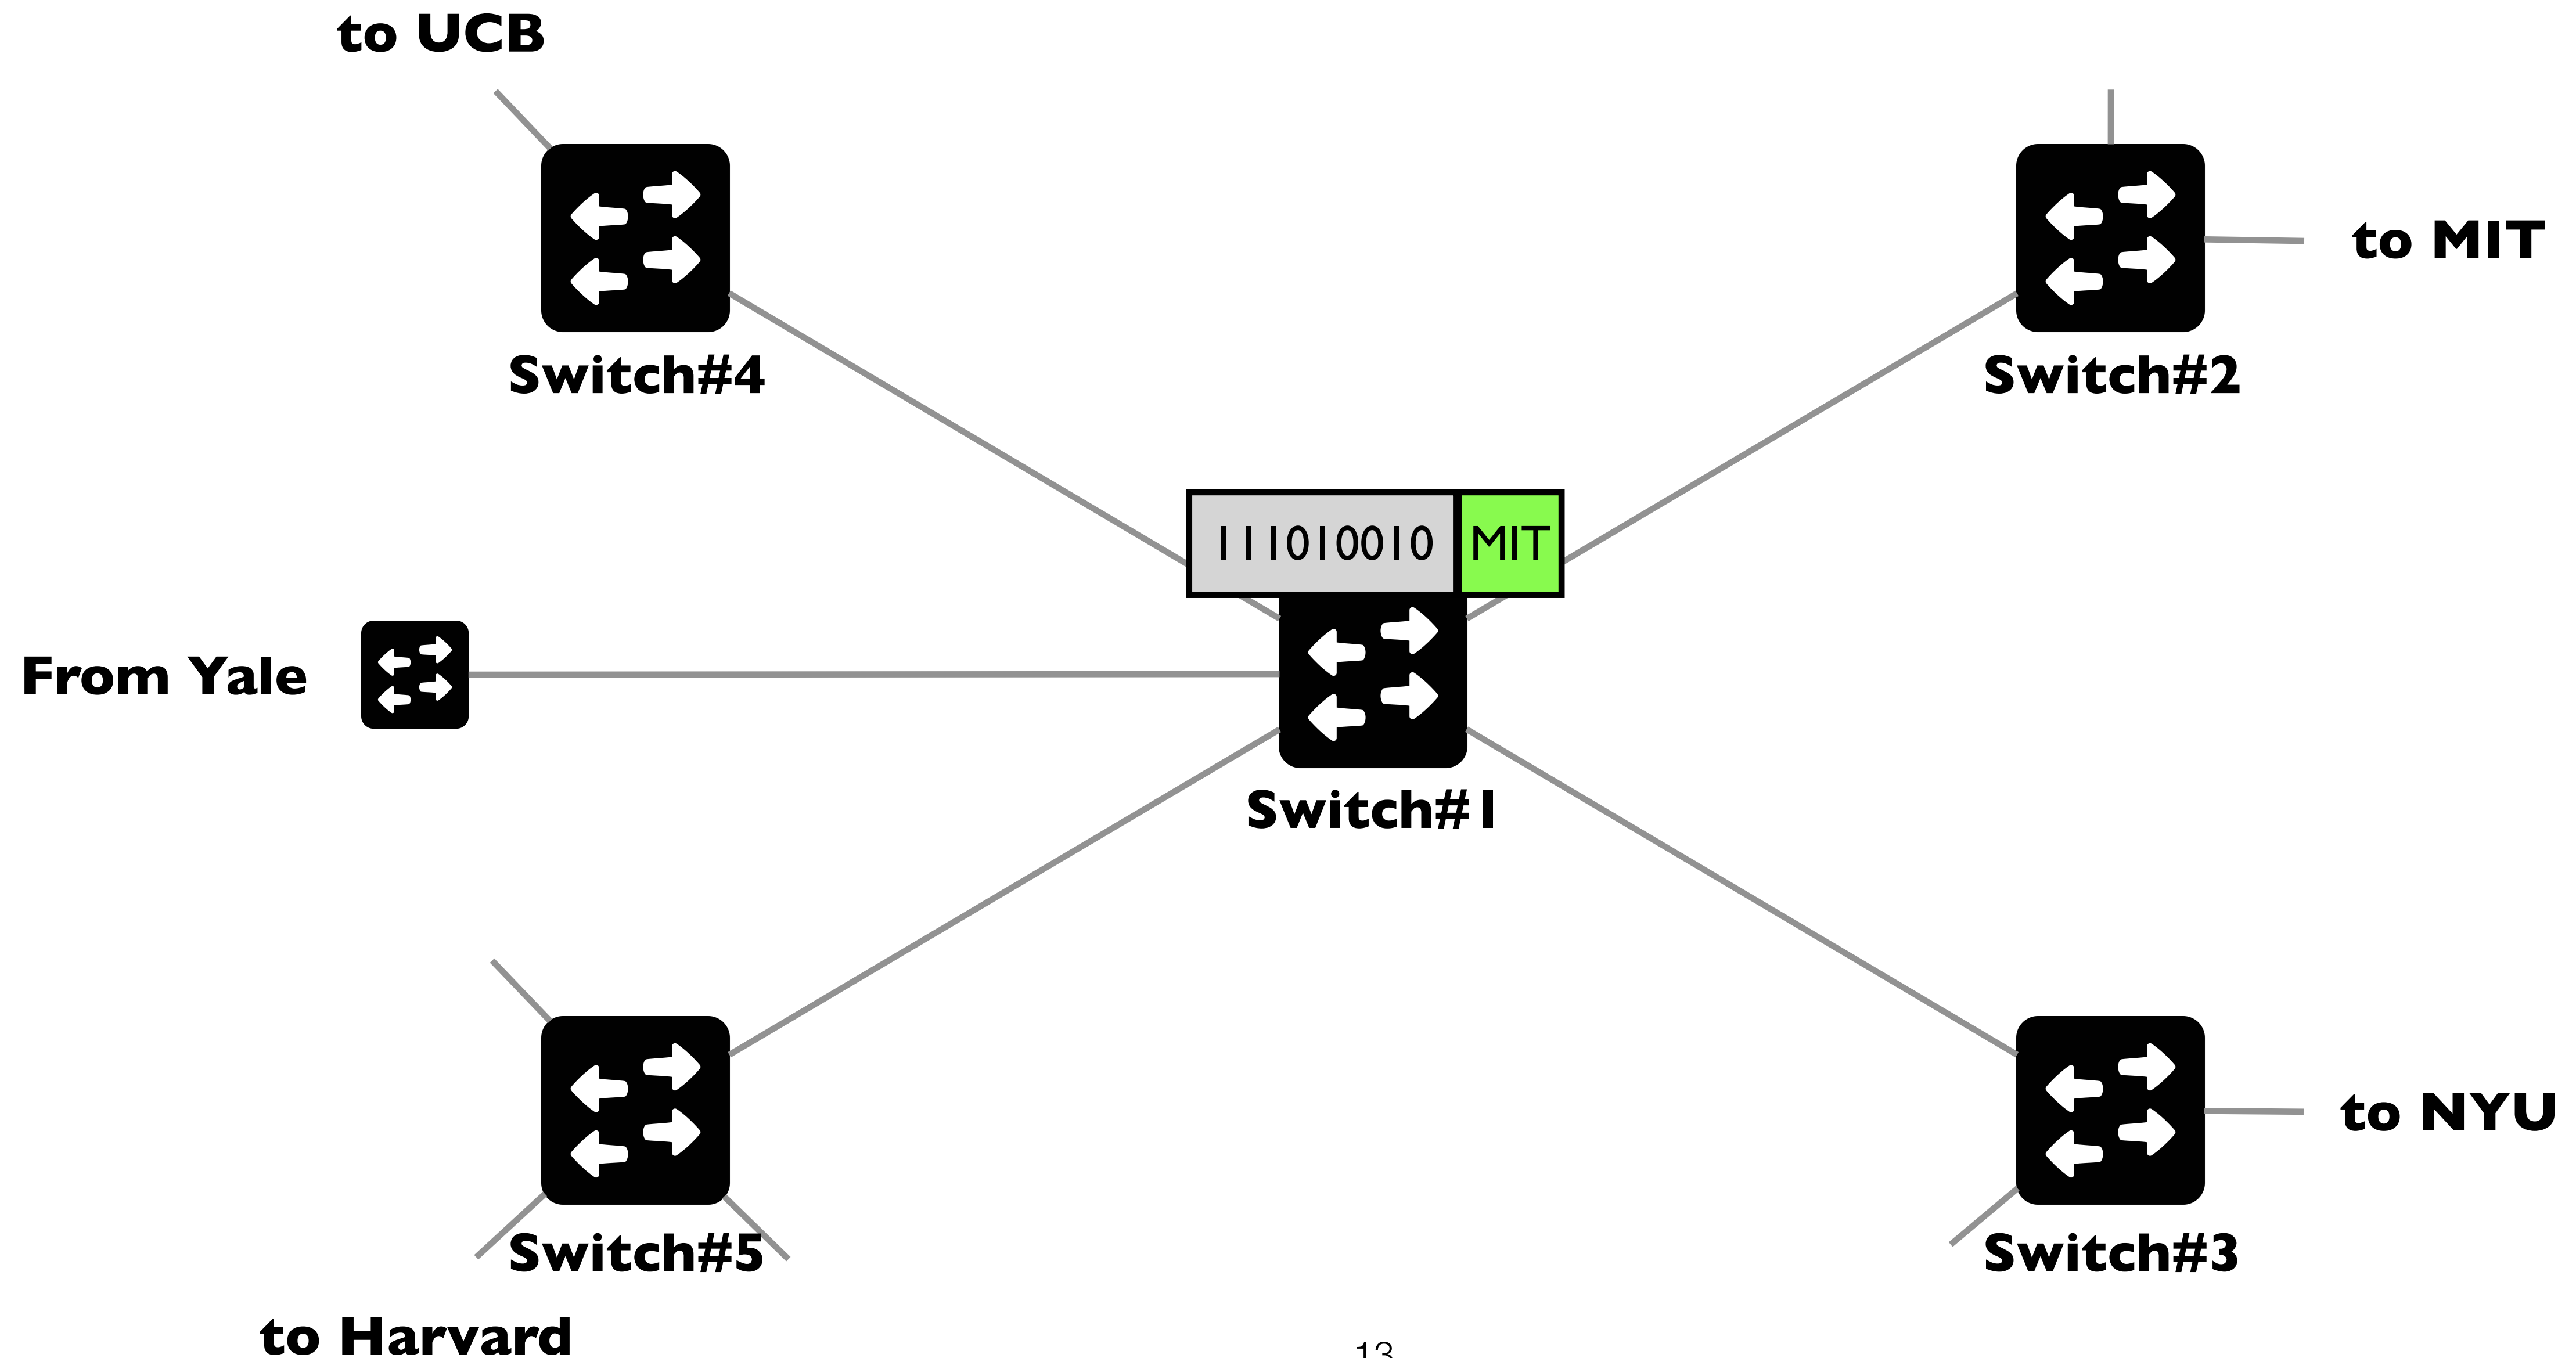 to UCB
to MIT
Switch#4
Switch#2
111010010 MIT
From Yale
Switch#1
to NYU
Switch#5
Switch#3
to Harvard
13